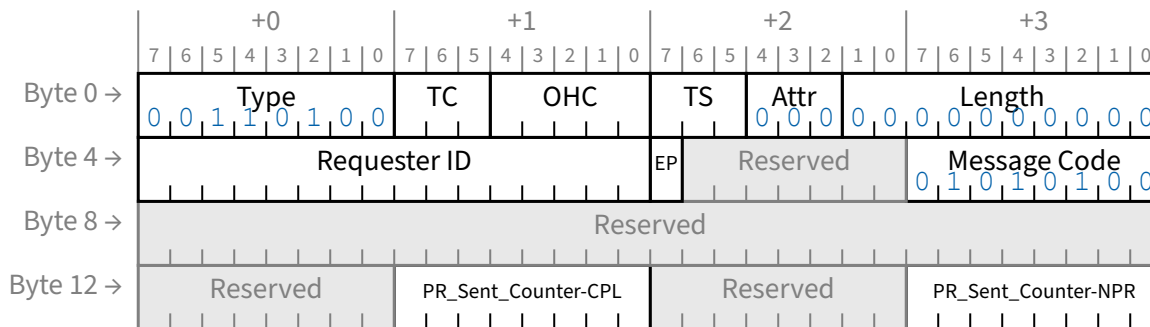 +0 +1 +2 +3
7 6 5 4 3 2 1 0 7 6 5 4 3 2 1 0 7 6 5 4 3 2 1 0 7 6 5 4 3 2 1 0
Byte 0 → Type TC OHC TS Attr Length
0 0 1 1 0 1 0 0 0 0 0 0 0 0 0 0 0 0 0 0 0
Byte 4 → Requester ID EP Reserved Message Code
0 1 0 1 0 1 0 0
Byte 8 → Reserved
Byte 12 → Reserved PR_Sent_Counter-CPL Reserved PR_Sent_Counter-NPR